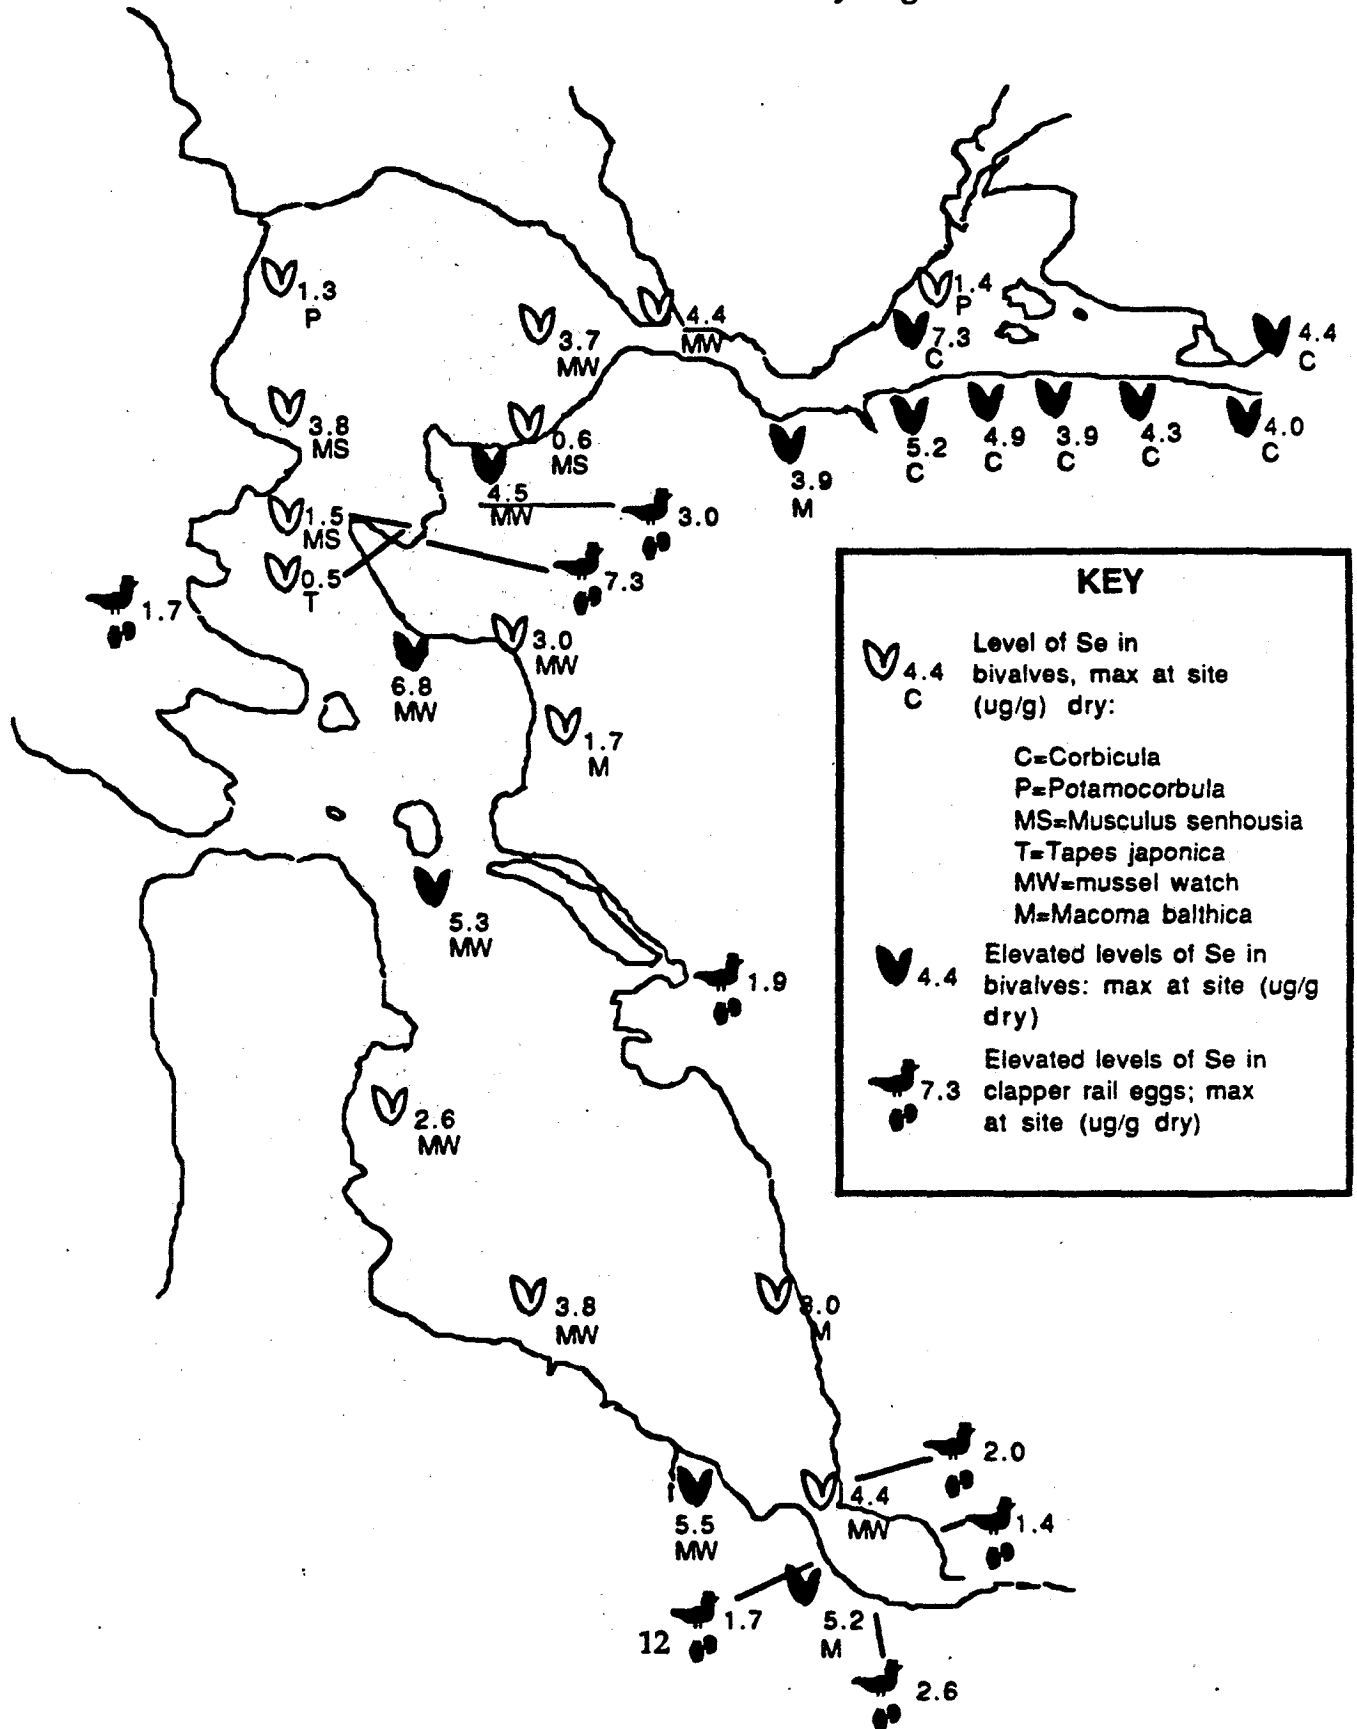 1.3
P
1.4
P
3.7
MW
4.4
MW
7.3
C
4.4
C
3.8
MS
0.6
MS
5.2
C
4.9
C
3.9
C
4.3
C
4.0
C
4.5
MW
3.9
M
3.0
1.5
MS
0.5
T
7.3
1.7
3.0
MW
6.8
MW
1.7
M
5.3
MW
1.9
2.6
MW
3.8
MW
3.0
M
2.0
4.4
MW
1.4
5.5
MW
1.7
5.2
M
12
2.6
KEY
4.4
C
Level of Se in
bivalves, max at site
(ug/g) dry:
C=Corbicula
P=Potamocorbula
MS=Musculus senhousia
T=Tapes japonica
MW=mussel watch
M=Macoma balthica
4.4
Elevated levels of Se in
bivalves: max at site (ug/g
dry)
7.3
Elevated levels of Se in
clapper rail eggs; max
at site (ug/g dry)